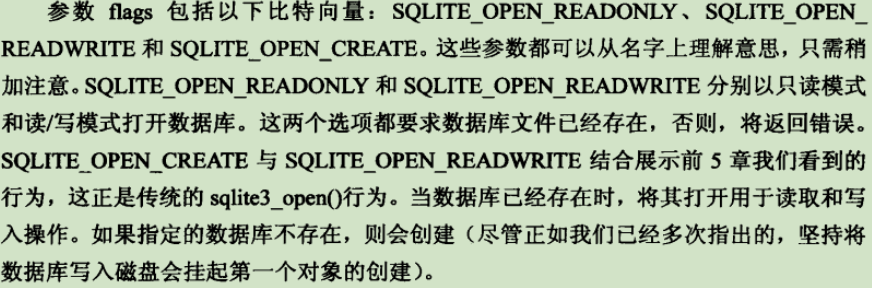 参数 flags 包括以下比特向量：SQLITE_OPEN_READONLY、SQLITE_OPEN_
READWRITE 和 SQLITE_OPEN_CREATE。这些参数都可以从名字上理解意思，只需稍
加注意。SQLITE_OPEN_READONLY 和 SQLITE_OPEN_READWRITE 分别以只读模式
和读/写模式打开数据库。这两个选项都要求数据库文件已经存在，否则，将返回错误。
SQLITE_OPEN_CREATE 与 SQLITE_OPEN_READWRITE 结合展示前 5 章我们看到的
行为，这正是传统的 sqlite3_open()行为。当数据库已经存在时，将其打开用于读取和写
入操作。如果指定的数据库不存在，则会创建（尽管正如我们已经多次指出的，坚持将
数据库写入磁盘会挂起第一个对象的创建）。